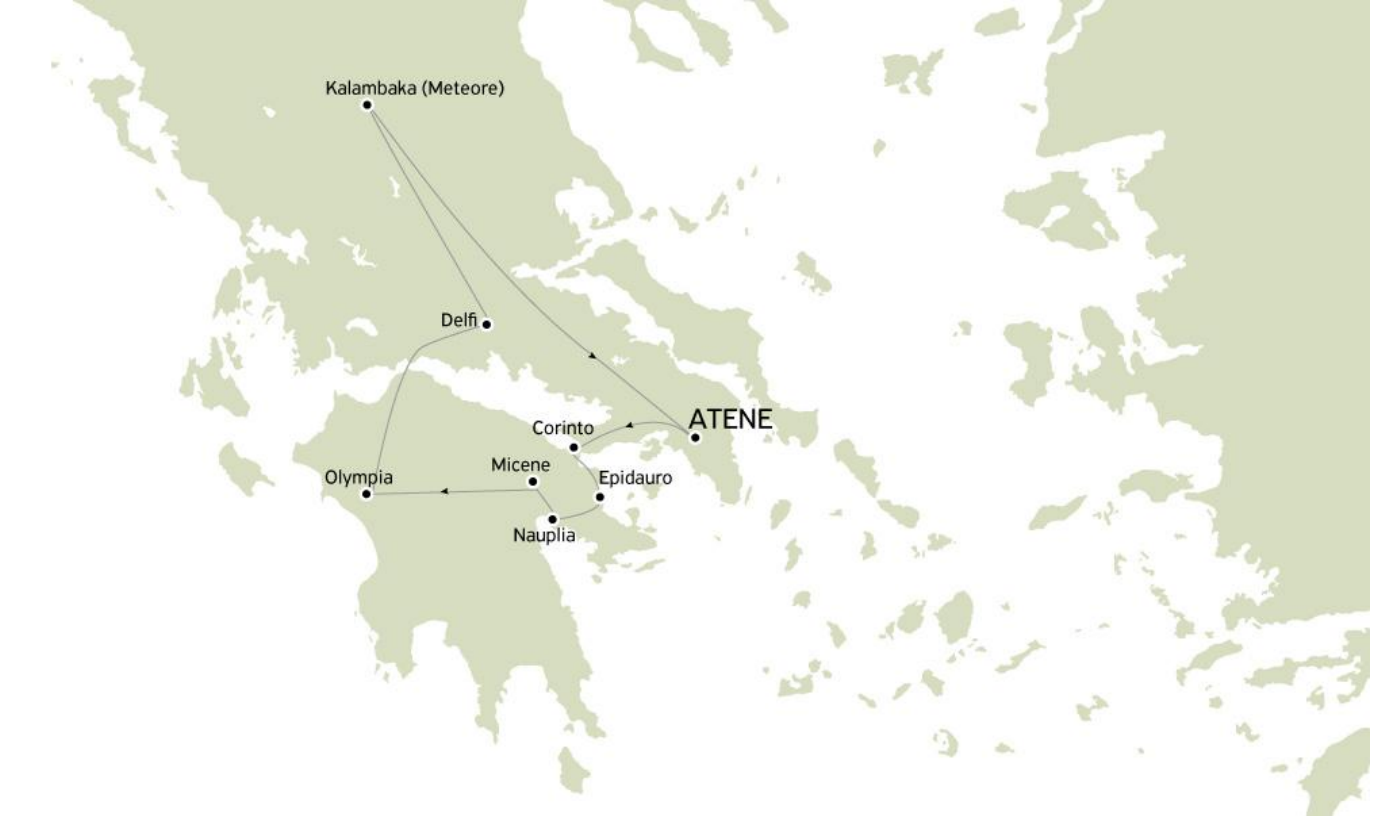 Kalambaka (Meteore)
Delfi
ATENE
Corinto
Micene
Epidauro
Olympia
Nauplia